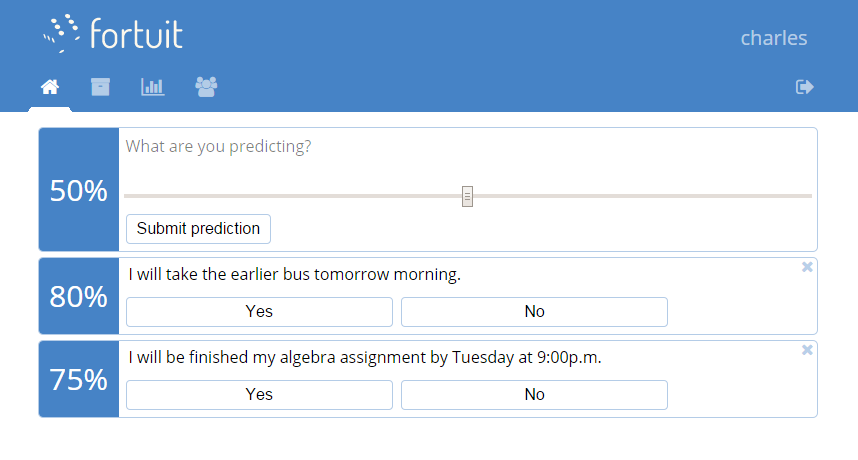 fortuit
charles
What are you predicting?
50%
Submit prediction
I will take the earlier bus tomorrow morning.
80%
Yes No
I will be finished my algebra assignment by Tuesday at 9:00p.m.
75%
Yes No